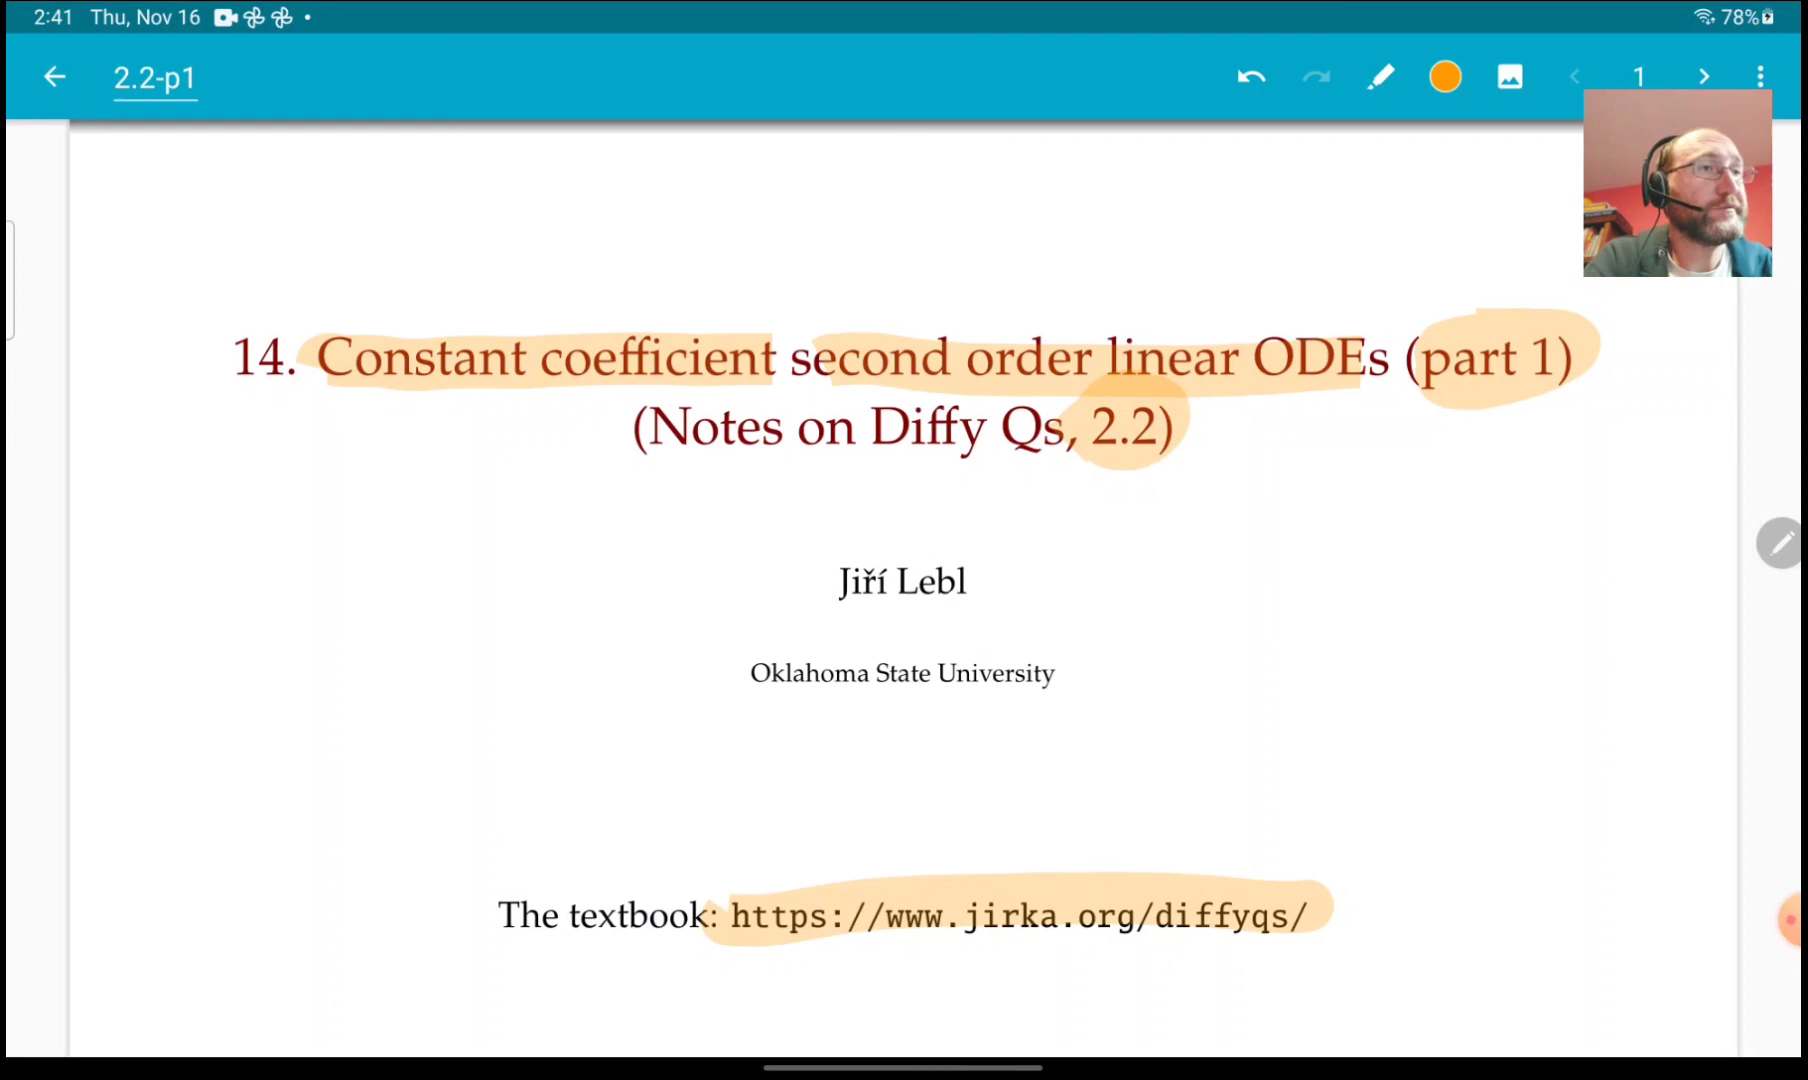 2:41 Thu, Nov 16
78%
2.2-p1
1
14. Constant coefficient second order linear ODEs (part 1)
(Notes on Diffy Qs, 2.2)
Jiří Lebl
Oklahoma State University
The textbook: https://www.jirka.org/diffyqs/